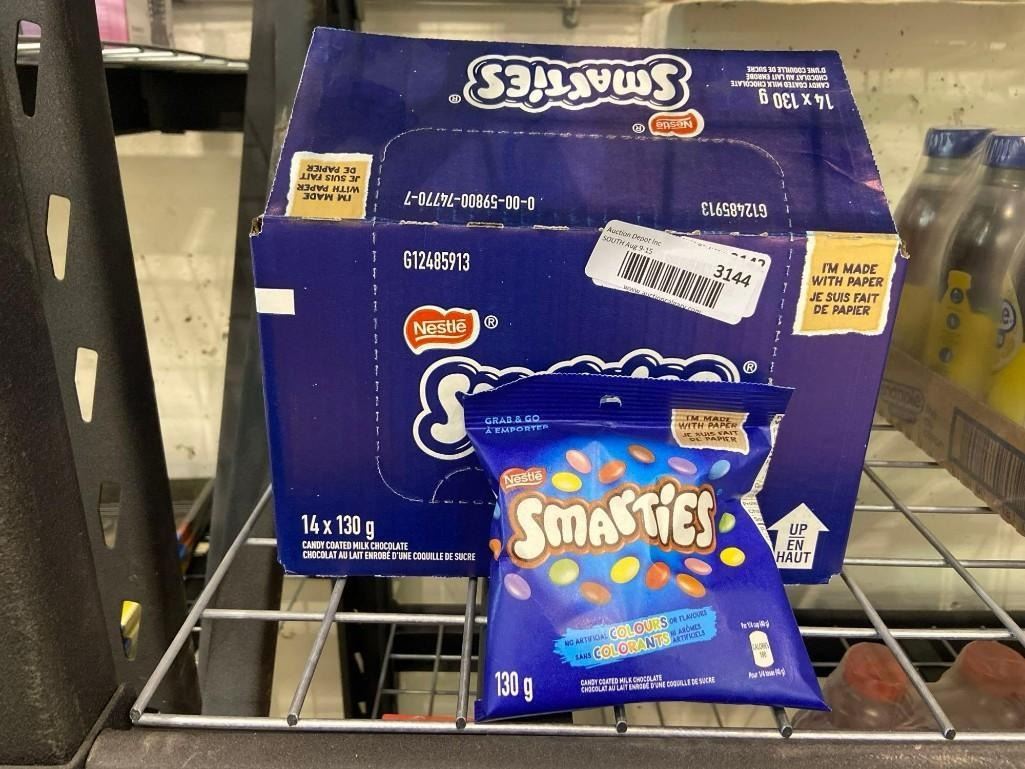 SMARTIES®
Nestlé®
14 x 130 g
CANDY COATED MILK CHOCOLATE
CHOCOLAT AU LAIT ENROBÉ
D'UNE COQUILLE DE SUCRE
I'M MADE
WITH PAPER
JE SUIS FAIT
DE PAPIER
0-00-59800-74770-7
G12485913
G12485913
Auction Depot Inc
SOUTH Aug 9-15
3144
I'M MADE
WITH PAPER
JE SUIS FAIT
DE PAPIER
Nestlé®
®
14 x 130 g
CANDY COATED MILK CHOCOLATE
CHOCOLAT AU LAIT ENROBÉ D'UNE COQUILLE DE SUCRE
UP
EN
HAUT
GRAB & GO
À EMPORTER
I'M MADE
WITH PAPER
JE SUIS FAIT
DE PAPIER
Nestlé
SMARTIES
NO ARTIFICIAL COLOURS OR FLAVOURS
SANS COLORANTS NI ARÔMES ARTIFICIELS
CALORIES
130 g
CANDY COATED MILK CHOCOLATE
CHOCOLAT AU LAIT ENROBÉ D'UNE COQUILLE DE SUCRE